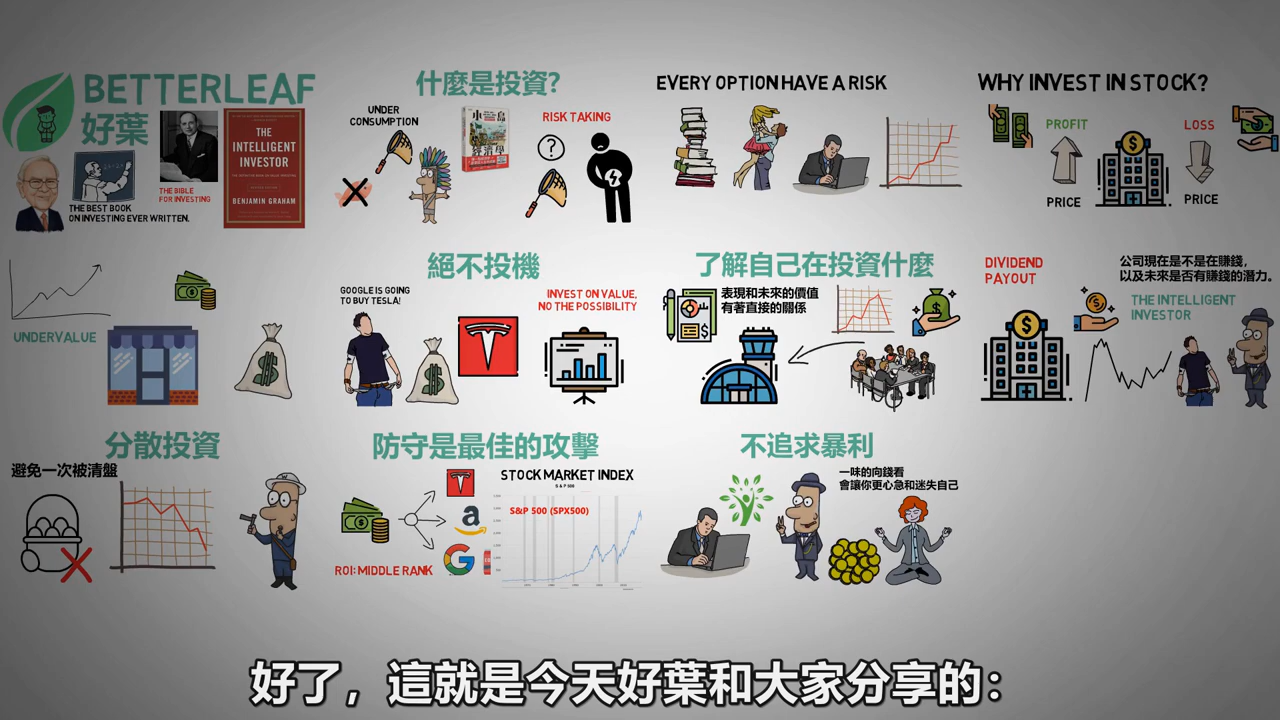 BETTERLEAF
好葉
THE
INTELLIGENT
INVESTOR
BENJAMIN GRAHAM
THE BIBLE
FOR INVESTING
THE BEST BOOK
ON INVESTING EVER WRITTEN.
什麼是投資?
UNDER
CONSUMPTION
小島
經濟學
RISK TAKING
?
EVERY OPTION HAVE A RISK
WHY INVEST IN STOCK?
PROFIT
PRICE
LOSS
PRICE
UNDERVALUE
絕不投機
GOOGLE IS GOING
TO BUY TESLA!
INVEST ON VALUE,
NO THE POSSIBILITY
了解自己在投資什麼
表現和未來的價值
有著直接的關係
DIVIDEND
PAYOUT
公司現在是不是在賺錢,
以及未來是否有賺錢的潛力。
THE INTELLIGENT
INVESTOR
分散投資
避免一次被清盤
防守是最佳的攻擊
ROI: MIDDLE RANK
STOCK MARKET INDEX
S & P 500
S&P 500 (SPX500)
不追求暴利
一味的向錢看
會讓你更心急和迷失自己
好了，這就是今天好葉和大家分享的：